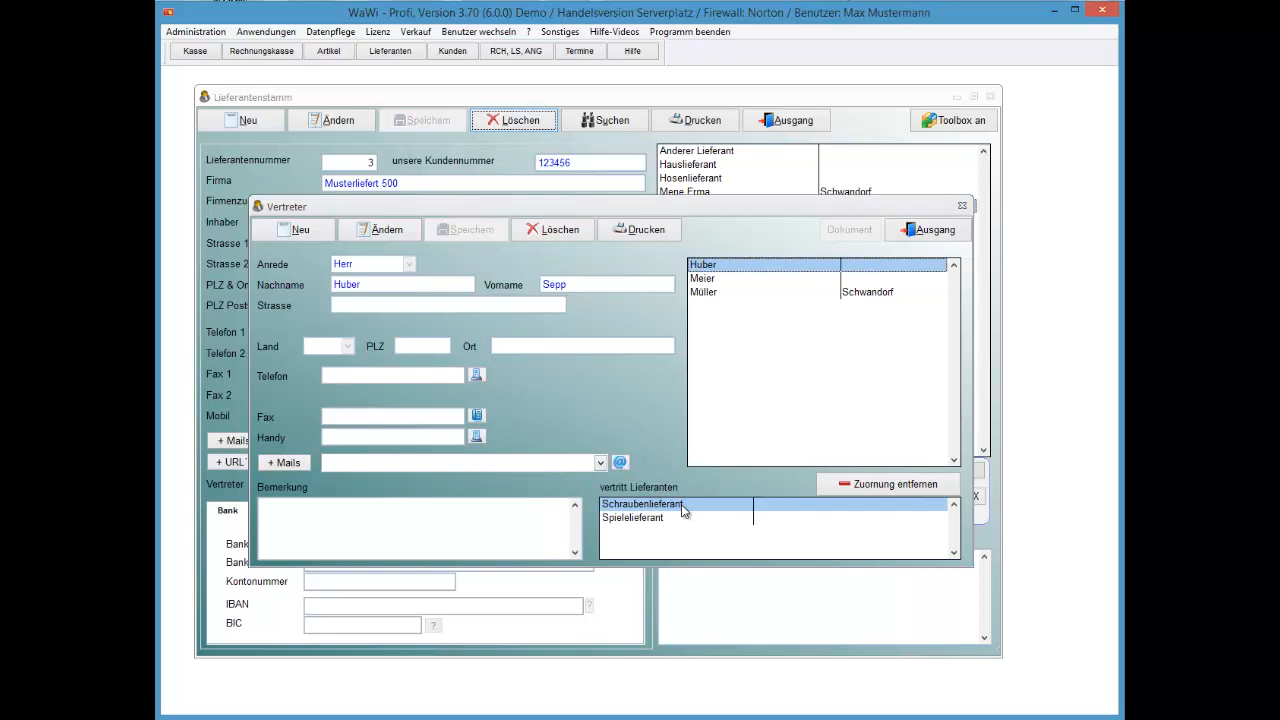 WaWi - Profi, Version 3.70 (6.0.0) Demo / Handelsversion Serverplatz / Firewall: Norton / Benutzer: Max Mustermann
Administration Anwendungen Datenpflege Lizenz Verkauf Benutzer wechseln ? Sonstiges Hilfe-Videos Programm beenden
Kasse Rechnungskasse Artikel Lieferanten Kunden RCH, LS, ANG Termine Hilfe
Lieferantenstamm
Neu Ändern Speichern Löschen Suchen Drucken Ausgang Toolbox an
Lieferantennummer 3 unsere Kundennummer 123456
Firma Musterliefert 500
Anderer Lieferant
Hauslieferant
Hosenlieferant
Mene Firma Schwandorf
Inhaber
Strasse 1
Strasse 2
PLZ & Or
PLZ Post
Telefon 1
Telefon 2
Fax 1
Fax 2
Mobil
+ Mails
+ URL
Vertreter
Bank
Bank
Bank
Kontonummer
IBAN ?
BIC ?
X
Vertreter
Neu Ändern Speichern Löschen Drucken Dokument Ausgang
Anrede Herr
Nachname Huber Vorname Sepp
Strasse
Land PLZ Ort
Telefon
Fax
Handy
+ Mails
Huber
Meier
Müller Schwandorf
Zuornung entfernen
Bemerkung
vertritt Lieferanten
Schraubenlieferant
Spielelieferant